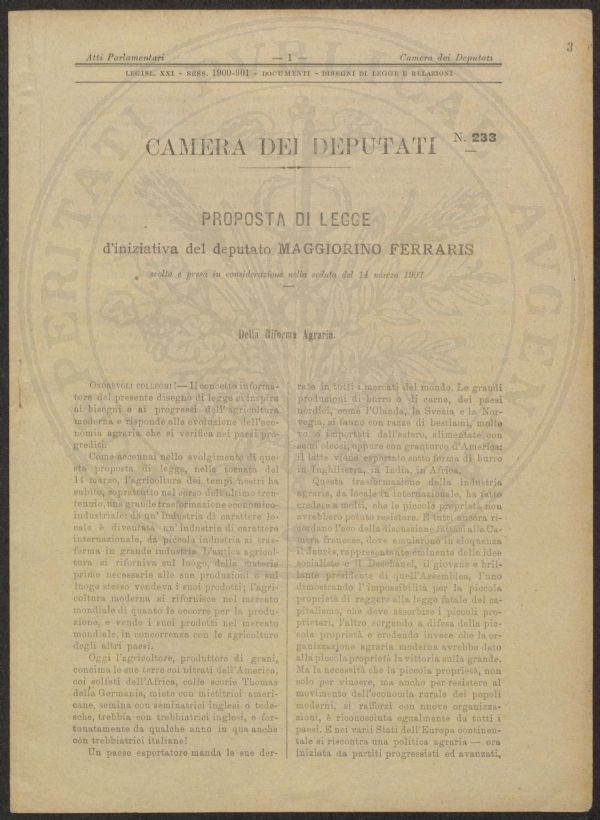 3
Atti Parlamentari — 1 — Camera dei Deputati
LEGISL. XXI - SESS. 1900-901 - DOCUMENTI - DISEGNI DI LEGGE E RELAZIONI
CAMERA DEI DEPUTATI N. 233
PROPOSTA DI LEGGE
d'iniziativa del deputato MAGGIORINO FERRARIS
svolta e presa in considerazione nella seduta del 14 marzo 1901
Della Riforma Agraria.
ONOREVOLI COLLEGHI! — Il concetto informa-
tore del presente disegno di legge si inspira
ai bisogni e ai progressi dell'agricoltura
moderna e risponde alla evoluzione dell'eco-
nomia agraria che si verifica nei paesi pro-
grediti.
Come accennai nello svolgimento di que-
sta proposta di legge, nella tornata del
14 marzo, l'agricoltura dei tempi nostri ha
subìto, soprattutto nel corso dell'ultimo tren-
tennio, una grande trasformazione economico-
industriale: da un'industria di carattere lo-
cale è diventata un'industria di carattere
internazionale, da piccola industria si tras-
forma in grande industria. L'antica agricol-
tura si forniva sul luogo, delle materie
prime necessarie alle sue produzioni e sul
luogo stesso vendeva i suoi prodotti; l'agri-
coltura moderna si rifornisce nel mercato
mondiale di quanto le occorre per la produ-
zione, e vende i suoi prodotti nel mercato
mondiale, in concorrenza con le agricolture
degli altri paesi.
Oggi l'agricoltore, produttore di grani,
concima le sue terre coi nitrati dell'America,
coi solfati dell'Africa, colle scorie Thomas
della Germania, miete con mietitrici ameri-
cane, semina con seminatrici inglesi o tede-
sche, trebbia con trebbiatrici inglesi, e for-
tunatamente da qualche anno in qua anche
con trebbiatrici italiane!
Un paese esportatore manda le sue der-
rate in tutti i mercati del mondo. Le grandi
produzioni di burro e di carne, dei paesi
nordici, come l'Olanda, la Svezia e la Nor-
vegia, si fanno con razze di bestiami, molte
vo e importati dall'estero, alimentate con
semi oleosi, eppure con granturco d'America:
il latte viene esportato sotto forma di burro
in Inghilterra, in India, in Africa.
Questa trasformazione della industria
agraria, da locale in internazionale, ha fatto
credere a molti, che le piccole proprietà non
avrebbero potuto resistere. E tutti ancora ri-
cordano l'eco della discussione fattasi alla Ca-
mera francese, dove emularono in eloquenza
il Jaurès, rappresentante eminente delle idee
socialiste e il Deschanel, il giovane e bril-
lante presidente di quell'Assemblea, l'uno
dimostrando l'impossibilità per la piccola
proprietà di reggere alla legge fatale del ca-
pitalismo, che deve assorbire i piccoli pro-
prietari, l'altro sorgendo a difesa della pic-
cola proprietà e credendo invece che la or-
ganizzazione agraria moderna avrebbe dato
alla piccola proprietà la vittoria sulla grande.
Ma la necessità che la piccola proprietà, non
solo per vincere, ma anche per resistere al
movimento dell'economia rurale dei popoli
moderni, si rafforzi con nuove organizza-
zioni, è riconosciuta egualmente da tutti i
paesi. E nei varii Stati dell'Europa continen-
tale si riscontra una politica agraria — ora
iniziata da partiti progressisti ed avanzati,
PERITATI PVBLICAE AVGENDAE